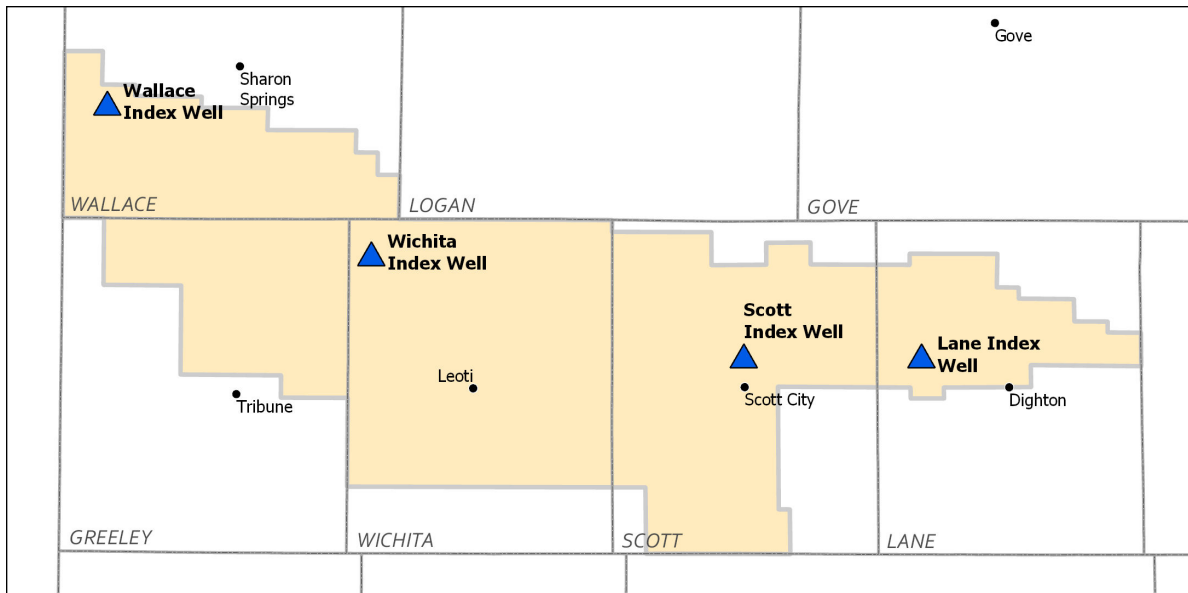 Gove
Sharon
Springs
Wallace
Index Well
WALLACE
LOGAN
GOVE
Wichita
Index Well
Scott
Index Well
Lane Index
Well
Leoti
Tribune
Scott City
Dighton
GREELEY
WICHITA
SCOTT
LANE